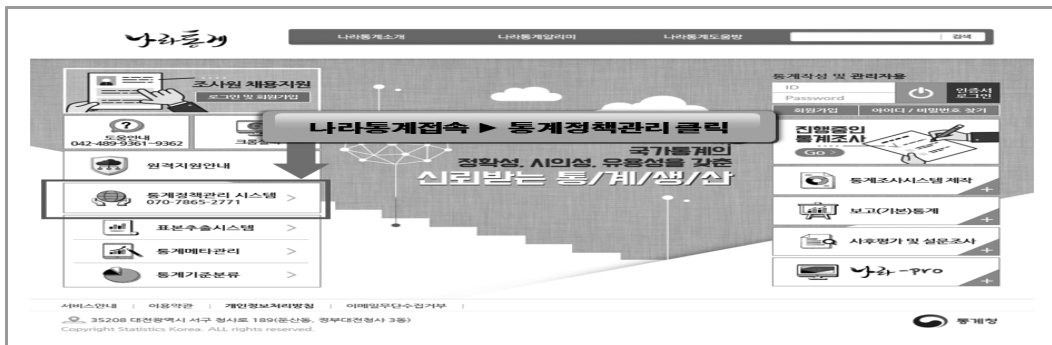 나라통계
나라통계소개
나라통계알리미
나라통계도움방
검색
조사원 채용지원
로그인 및 회원가입
도움안내
042-489-9361~9362
원격지원안내
통계정책관리 시스템
070-7865-2771
표본추출시스템
통계메타관리
통계기준분류
나라통계접속 ▶ 통계정책관리 클릭
국가통계의
정확성, 시의성, 유용성을 갖춘
신뢰받는 통/계/생/산
통계작성 및 관리자용
ID
Password
인증서
로그인
회원가입
아이디 / 비밀번호 찾기
진행중인
통계조사
Go >
통계조사시스템 제작
보고(기본)통계
사후평가 및 설문조사
나라-pro
서비스안내 | 이용약관 | 개인정보처리방침 | 이메일무단수집거부 |
35208 대전광역시 서구 청사로 189(둔산동, 정부대전청사 3동)
Copyright Statistics Korea. ALL rights reserved.
통계청